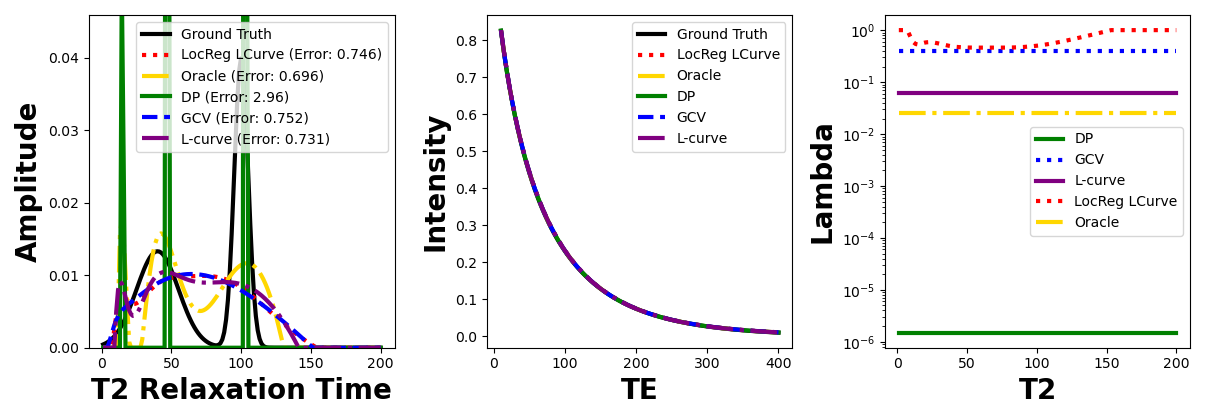 Amplitude
0.04
0.03
0.02
0.01
0.00
0
50
100
150
200
T2 Relaxation Time
Ground Truth
LocReg LCurve (Error: 0.746)
Oracle (Error: 0.696)
DP (Error: 2.96)
GCV (Error: 0.752)
L-curve (Error: 0.731)
Intensity
0.8
0.7
0.6
0.5
0.4
0.3
0.2
0.1
0.0
0
100
200
300
400
TE
Ground Truth
LocReg LCurve
Oracle
DP
GCV
L-curve
Lambda
10⁰
10⁻¹
10⁻²
10⁻³
10⁻⁴
10⁻⁵
10⁻⁶
0
50
100
150
200
T2
DP
GCV
L-curve
LocReg LCurve
Oracle